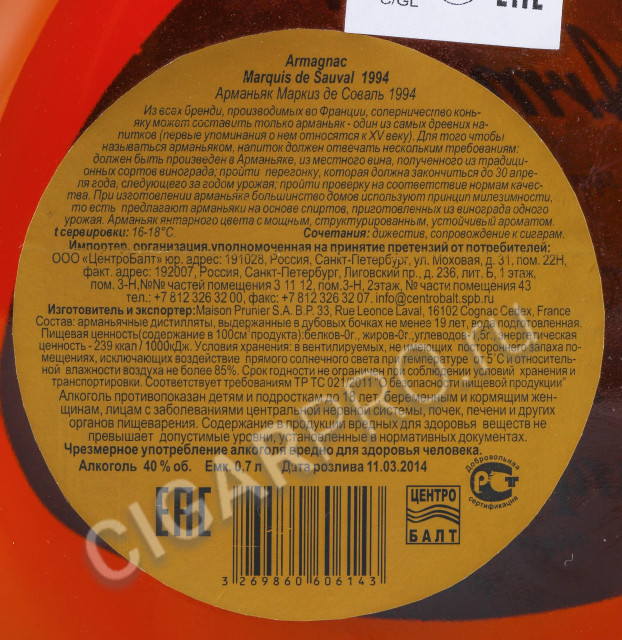 C/GL
Armagnac
Marquis de Sauval 1994
Арманьяк Маркиз де Соваль 1994
Из всех бренди, производимых во Франции, соперничество конь-
яку может составить только арманьяк - один из самых древних на-
питков (первые упоминания о нем относятся к XV веку). Для того чтобы
называться арманьяком, напиток должен отвечать нескольким требованиям:
должен быть произведен в Арманьяке, из местного вина, полученного из традици-
онных сортов винограда; пройти перегонку, которая должна закончиться до 30 апре-
ля года, следующего за годом урожая; пройти проверку на соответствие нормам качес-
тва. При изготовлении арманьяка большинство домов используют принцип милезимности,
то есть предлагают арманьяки на основе спиртов, приготовленных из винограда одного
урожая. Арманьяк янтарного цвета с мощным, структурированным, устойчивый ароматом.
t сервировки: 16-18°С. Сочетания: дижестив, сопровождение к сигарам.
Импортер, организация,уполномоченная на принятие претензий от потребителей:
ООО «ЦентроБалт» юр. адрес: 191028, Россия, Санкт-Петербург, ул. Моховая, д. 31, пом. 22Н,
факт. адрес: 192007, Россия, Санкт-Петербург, Лиговский пр., д. 236, лит. Б, 1 этаж,
пом. 3-Н,№№ частей помещения 3 11 12, пом.3-Н, 2этаж, № части помещения 43
тел.: +7 812 326 32 00, факс: +7 812 326 32 07. info@centrobalt.spb.ru
Изготовитель и экспортер:Maison Prunier S.A. B.P. 33, Rue Leonce Laval, 16102 Cognac Cedex, France
Состав: арманьячные дистилляты, выдержанные в дубовых бочках не менее 19 лет, вода подготовленная.
Пищевая ценность(содержание в 100см³ продукта):белков-0г., жиров-0г., углеводов-1,5г., энергетическая
ценность - 239 ккал / 1000кДж. Условия хранения: в вентилируемых, не имеющих постороннего запаха по-
мещениях, исключающих воздействие прямого солнечного света при температуре +5-15°С и относитель-
ной влажности воздуха не более 85%. Срок годности не ограничен при соблюдении условий хранения и
транспортировки. Соответствует требованиям ТР ТС 021/2011 "О безопасности пищевой продукции"
Алкоголь противопоказан детям и подросткам до 18 лет, беременным и кормящим жен-
щинам, лицам с заболеваниями центральной нервной системы, почек, печени и других
органов пищеварения. Содержание в продукции вредных для здоровья веществ не
превышает допустимые уровни, установленные в нормативных документах.
Чрезмерное употребление алкоголя вредно для здоровья человека.
Алкоголь 40% об. Емк. 0,7 л Дата розлива 11.03.2014
EAC
ЦЕНТРО
БАЛТ
Добровольная
РСТ
сертификация
3 269860 606143
CIGARPRO.ru